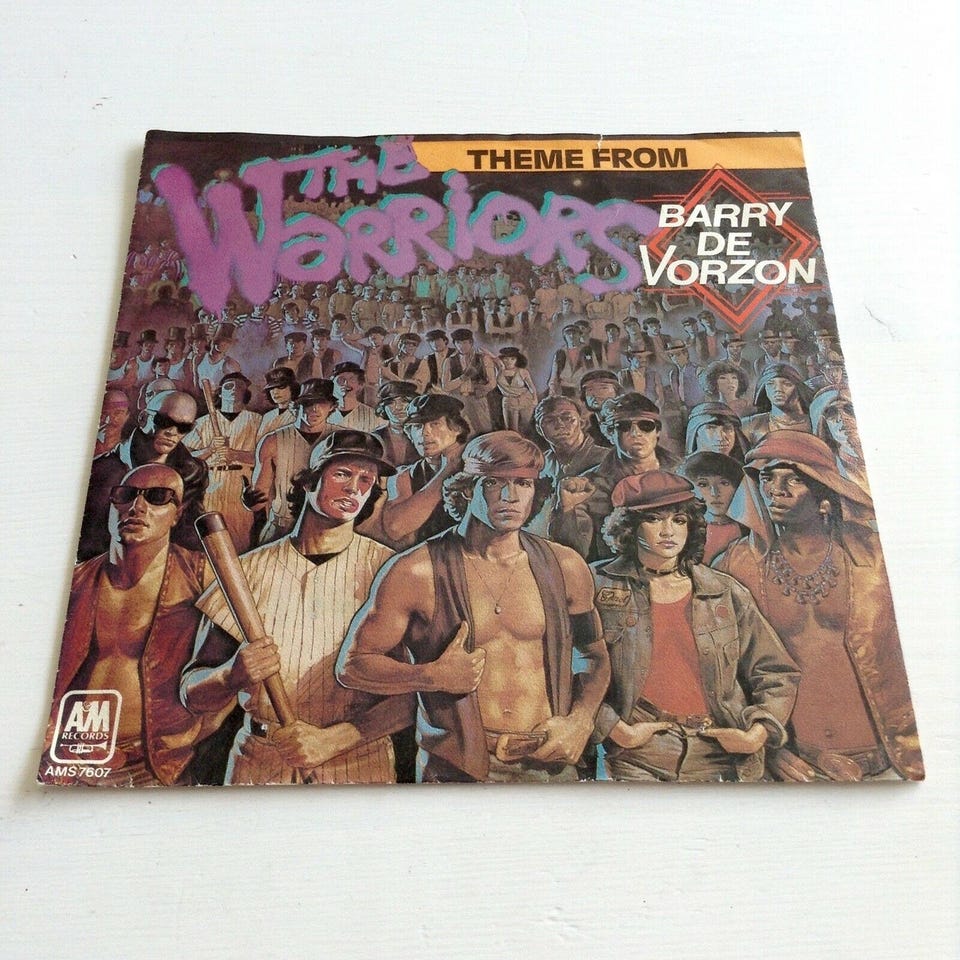 THEME FROM
THE
WARRIORS
BARRY
DE
VORZON
A&M
RECORDS
AMS 7607